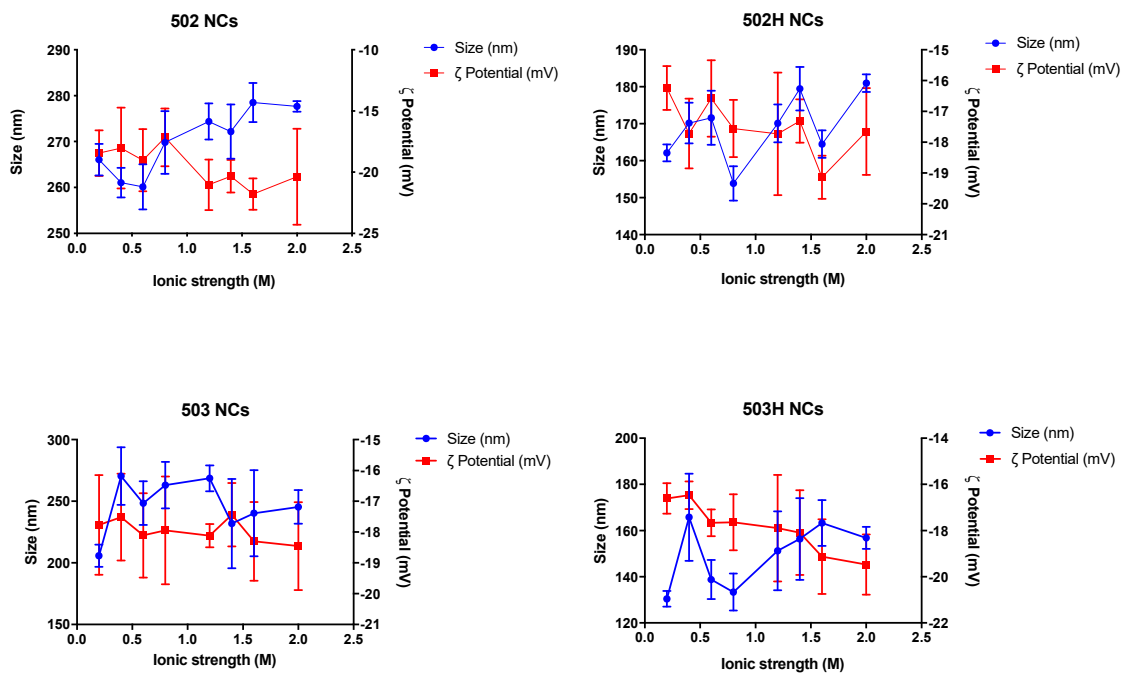 502 NCs
290
280
270
260
250
Size (nm)
-10
-15
-20
-25
ζ Potential (mV)
0.0 0.5 1.0 1.5 2.0 2.5
Ionic strength (M)
Size (nm)
ζ Potential (mV)
502H NCs
190
180
170
160
150
140
Size (nm)
-15
-16
-17
-18
-19
-20
-21
ζ Potential (mV)
0.0 0.5 1.0 1.5 2.0 2.5
Ionic strength (M)
Size (nm)
ζ Potential (mV)
503 NCs
300
250
200
150
Size (nm)
-15
-16
-17
-18
-19
-20
-21
ζ Potential (mV)
0.0 0.5 1.0 1.5 2.0 2.5
Ionic strength (M)
Size (nm)
ζ Potential (mV)
503H NCs
200
180
160
140
120
Size (nm)
-14
-16
-18
-20
-22
ζ Potential (mV)
0.0 0.5 1.0 1.5 2.0 2.5
Ionic strength (M)
Size (nm)
ζ Potential (mV)